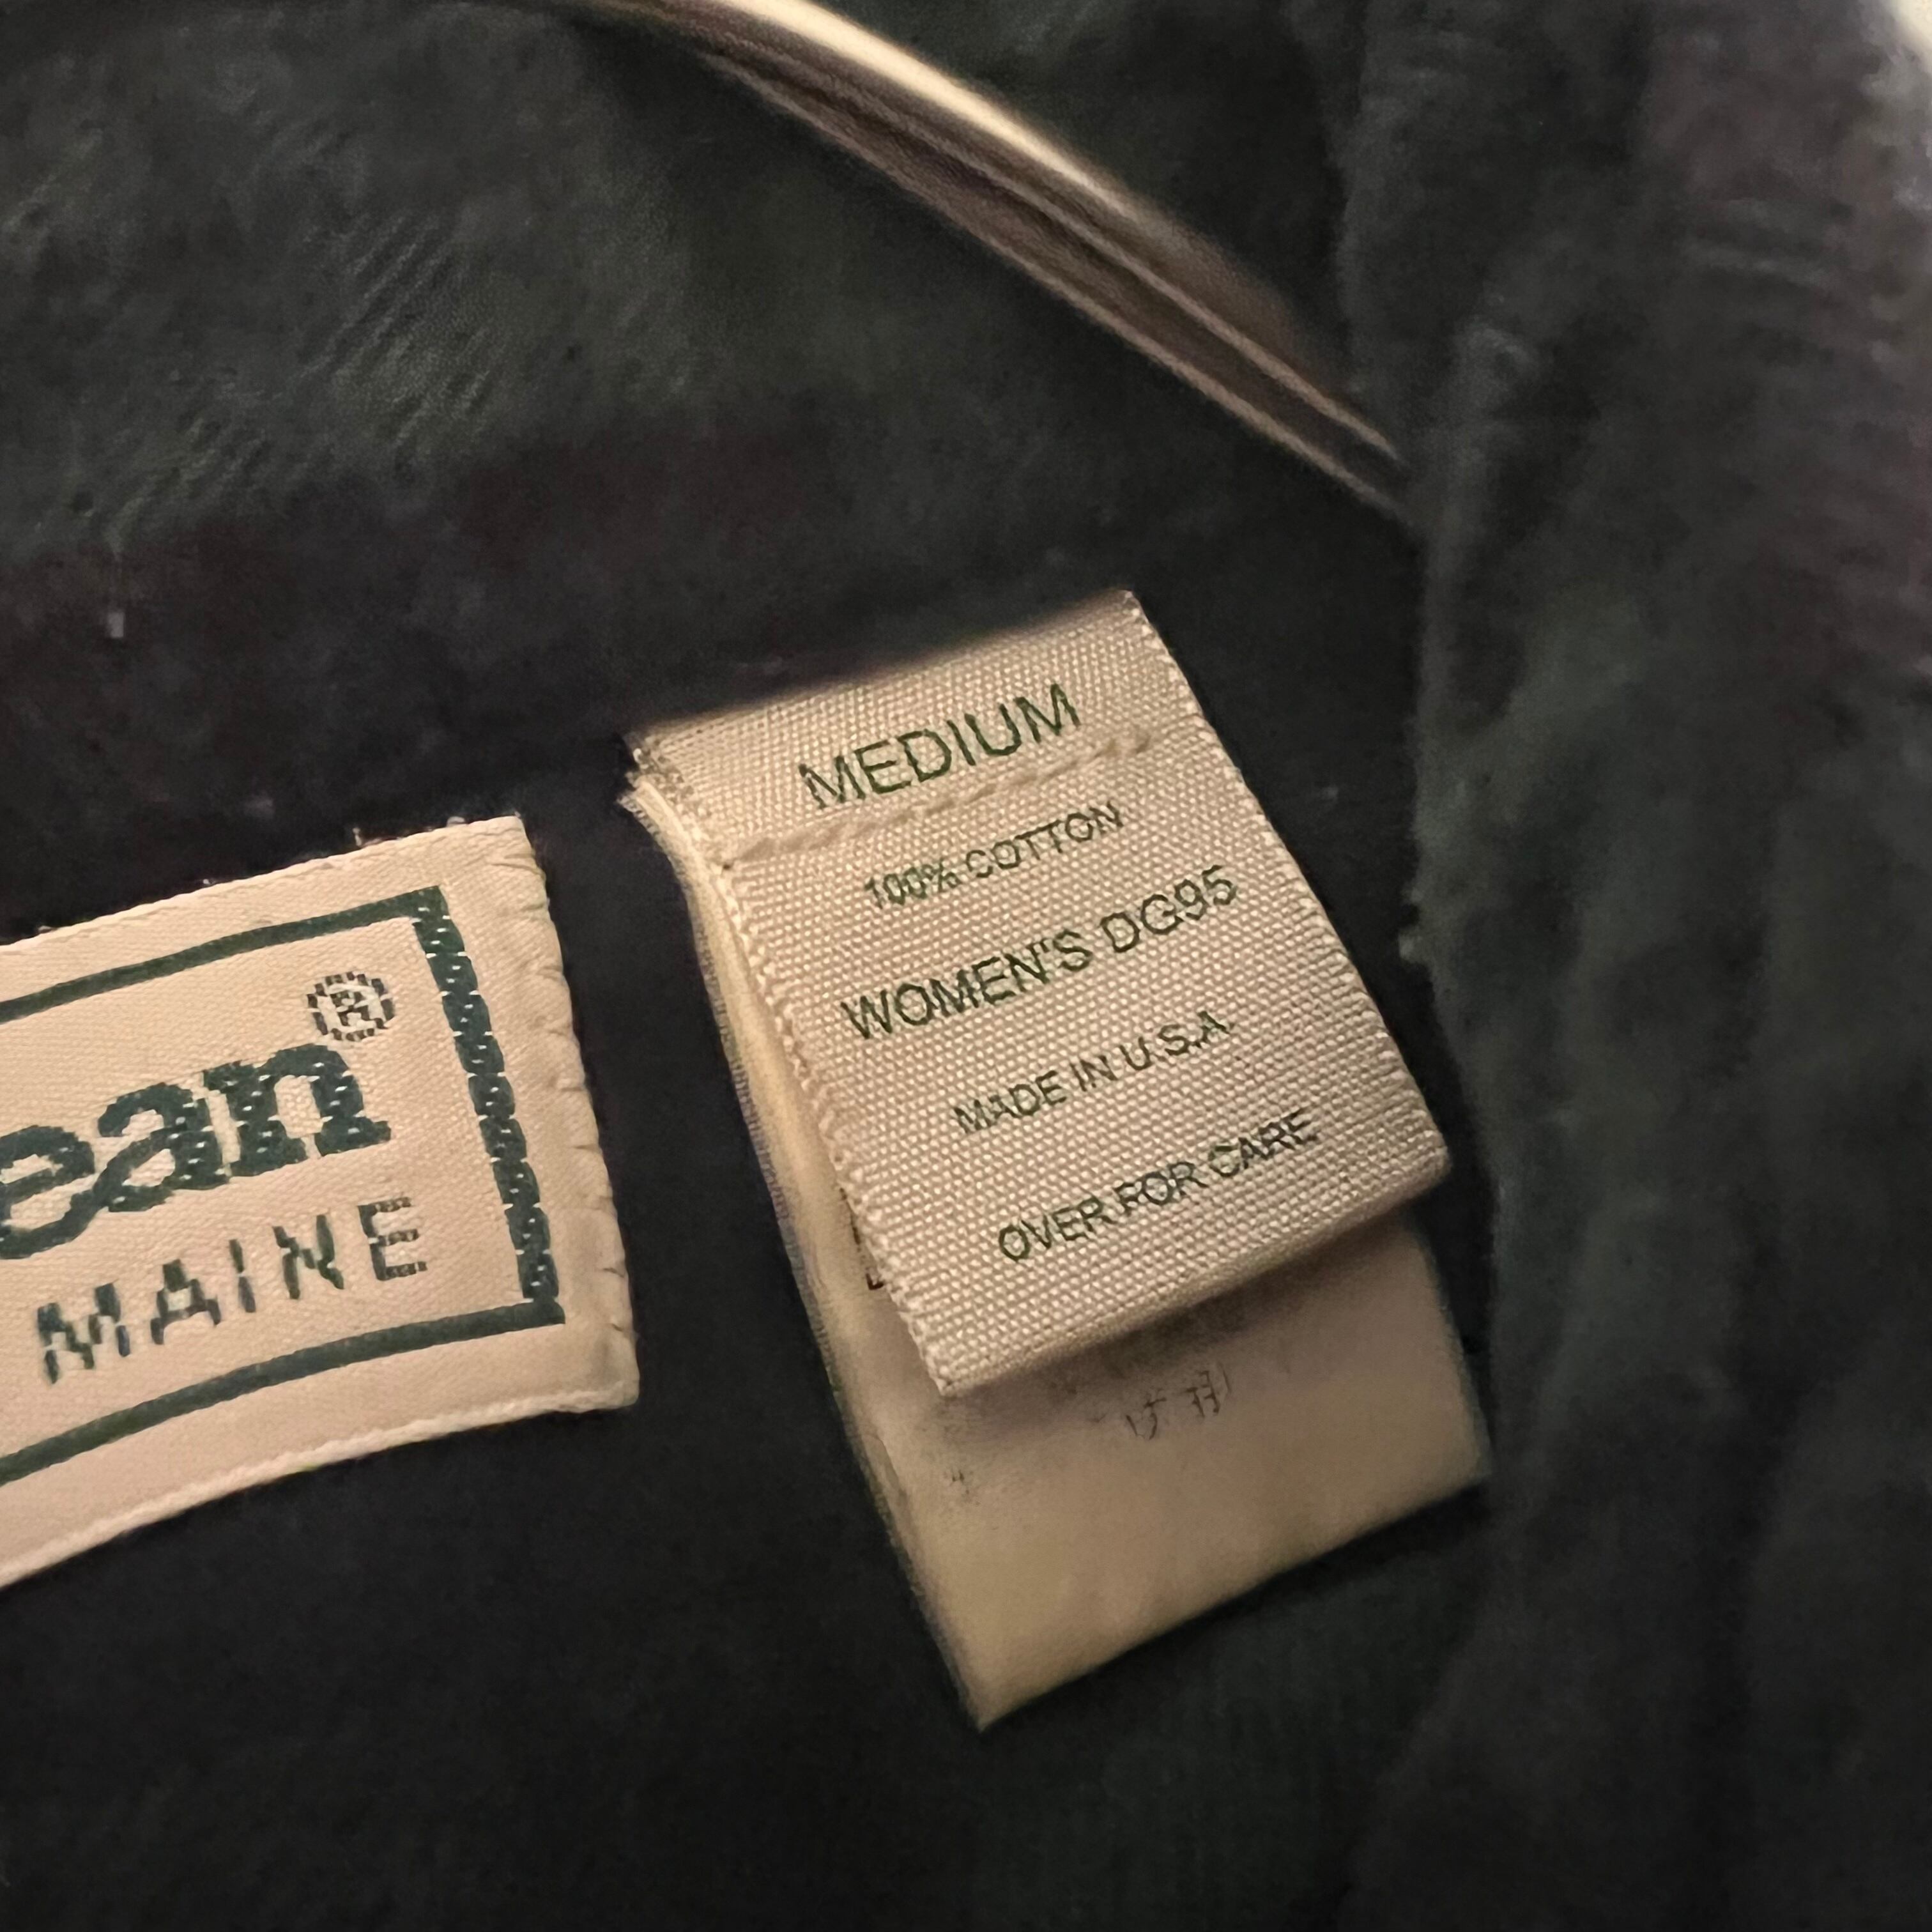 ean®
MAINE
MEDIUM
100% COTTON
WOMEN'S DG95
MADE IN U.S.A.
OVER FOR CARE